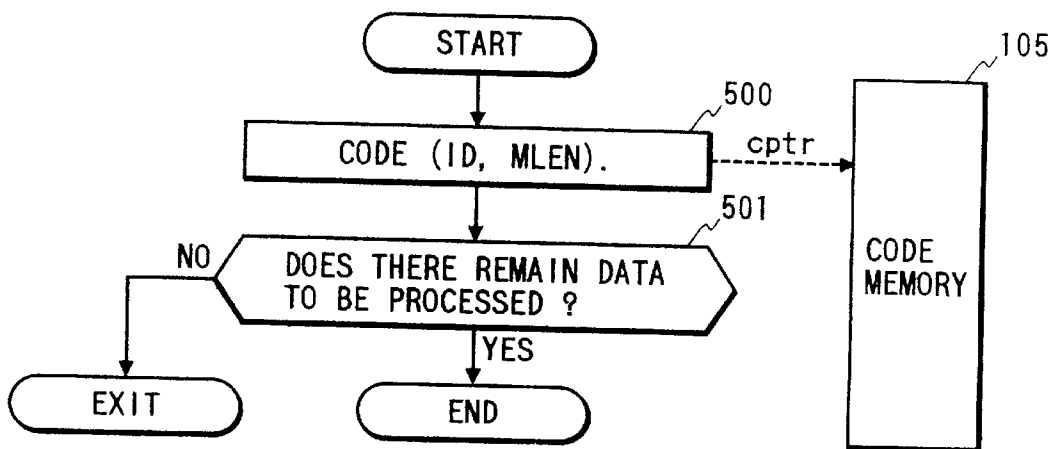 START
105
500
CODE (ID, MLEN).
cptr
501
NO
DOES THERE REMAIN DATA
TO BE PROCESSED ?
CODE
MEMORY
YES
EXIT
END